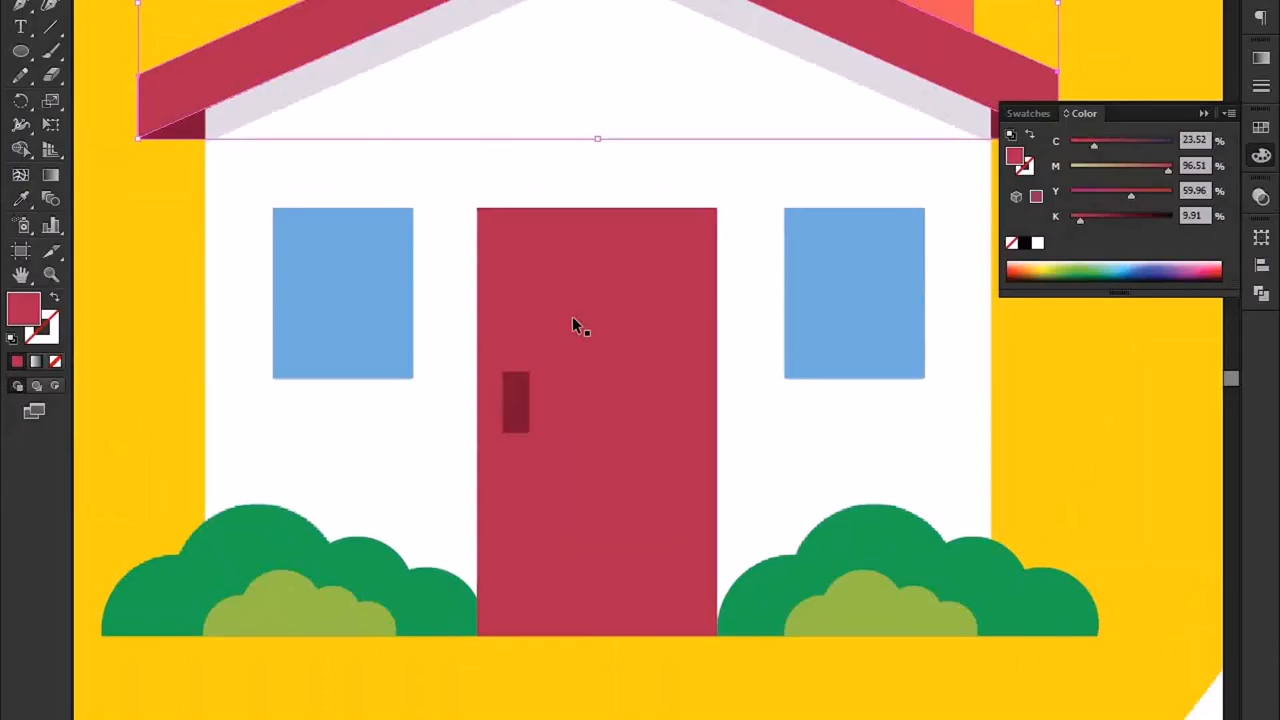 Swatches Color
C 23.52 %
M 96.51 %
Y 59.96 %
K 9.91 %